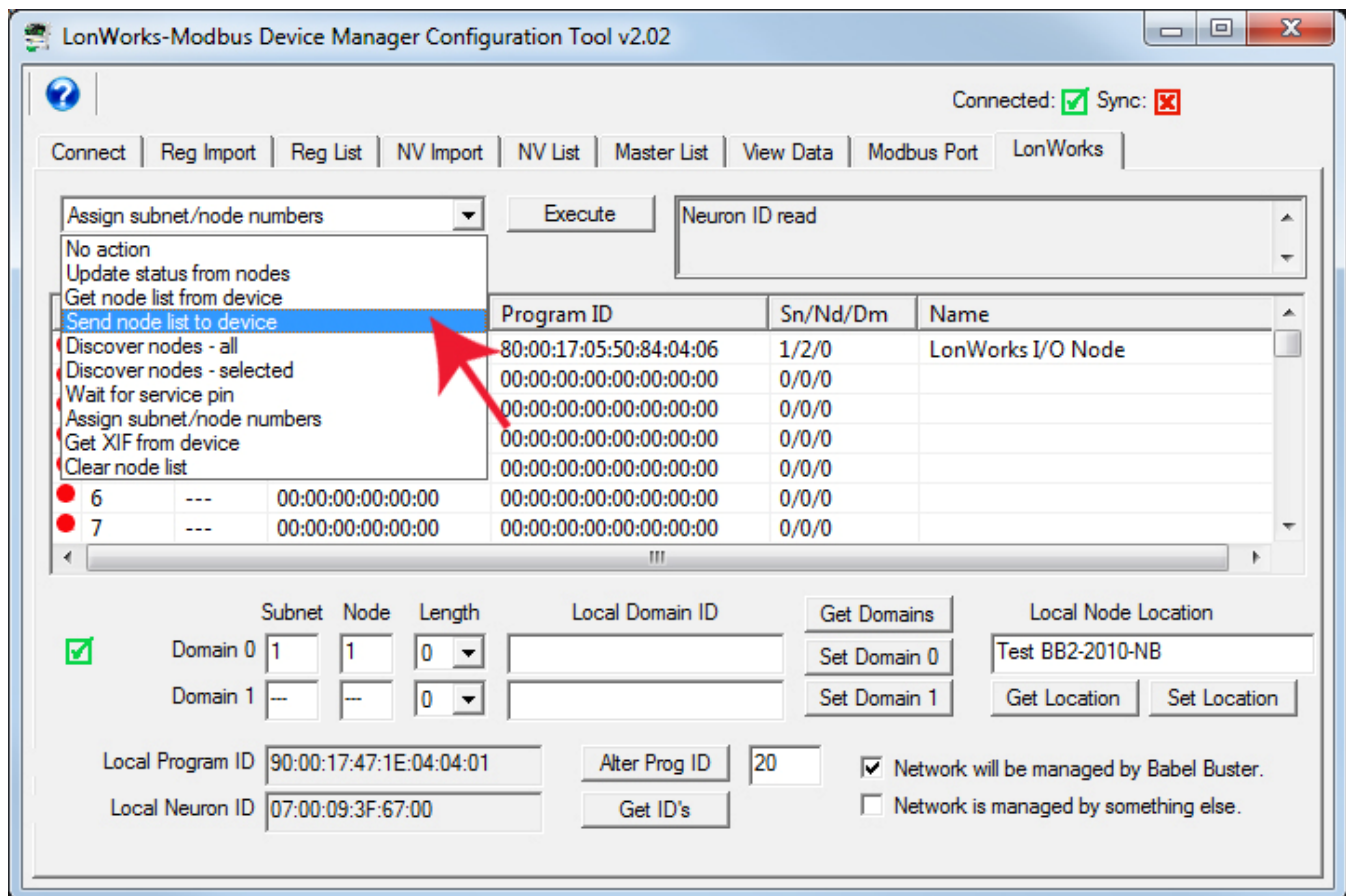 LonWorks-Modbus Device Manager Configuration Tool v2.02
Connected: Sync:
Connect Reg Import Reg List NV Import NV List Master List View Data Modbus Port LonWorks
Assign subnet/node numbers Execute Neuron ID read
No action
Update status from nodes
Get node list from device
Send node list to device
Discover nodes - all
Discover nodes - selected
Wait for service pin
Assign subnet/node numbers
Get XIF from device
Clear node list
Program ID Sn/Nd/Dm Name
80:00:17:05:50:84:04:06 1/2/0 LonWorks I/O Node
00:00:00:00:00:00:00:00 0/0/0
00:00:00:00:00:00:00:00 0/0/0
00:00:00:00:00:00:00:00 0/0/0
00:00:00:00:00:00:00:00 0/0/0
6 --- 00:00:00:00:00:00 00:00:00:00:00:00:00:00 0/0/0
7 --- 00:00:00:00:00:00 00:00:00:00:00:00:00:00 0/0/0
Subnet Node Length Local Domain ID Get Domains Local Node Location
Domain 0 1 1 0 Set Domain 0 Test BB2-2010-NB
Domain 1 --- --- 0 Set Domain 1 Get Location Set Location
Local Program ID 90:00:17:47:1E:04:04:01 Alter Prog ID 20 Network will be managed by Babel Buster.
Local Neuron ID 07:00:09:3F:67:00 Get ID's Network is managed by something else.